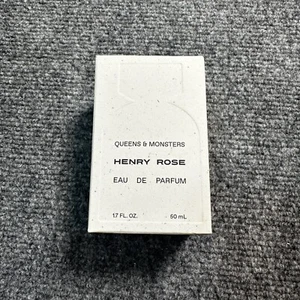 QUEENS & MONSTERS
HENRY ROSE
EAU DE PARFUM
1.7 FL. OZ. 50 mL